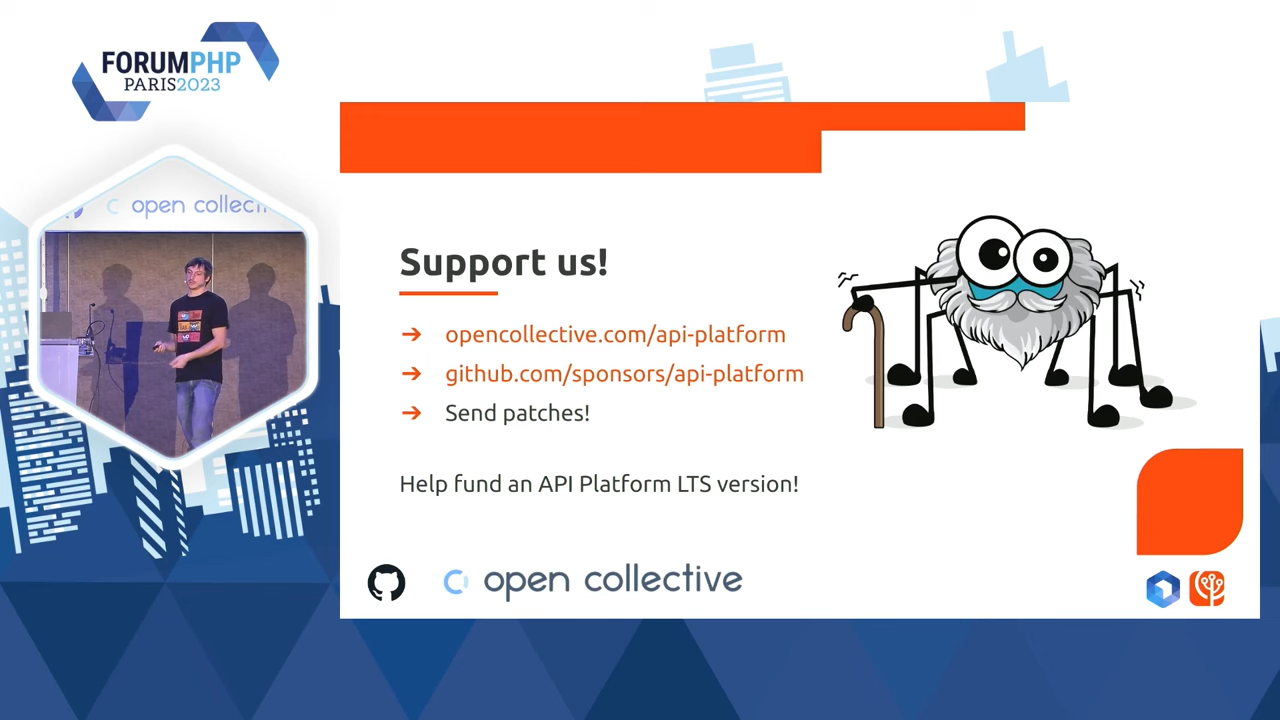 FORUMPHP
PARIS2023
open collecti
Support us!
➔ opencollective.com/api-platform
➔ github.com/sponsors/api-platform
➔ Send patches!
Help fund an API Platform LTS version!
open collective